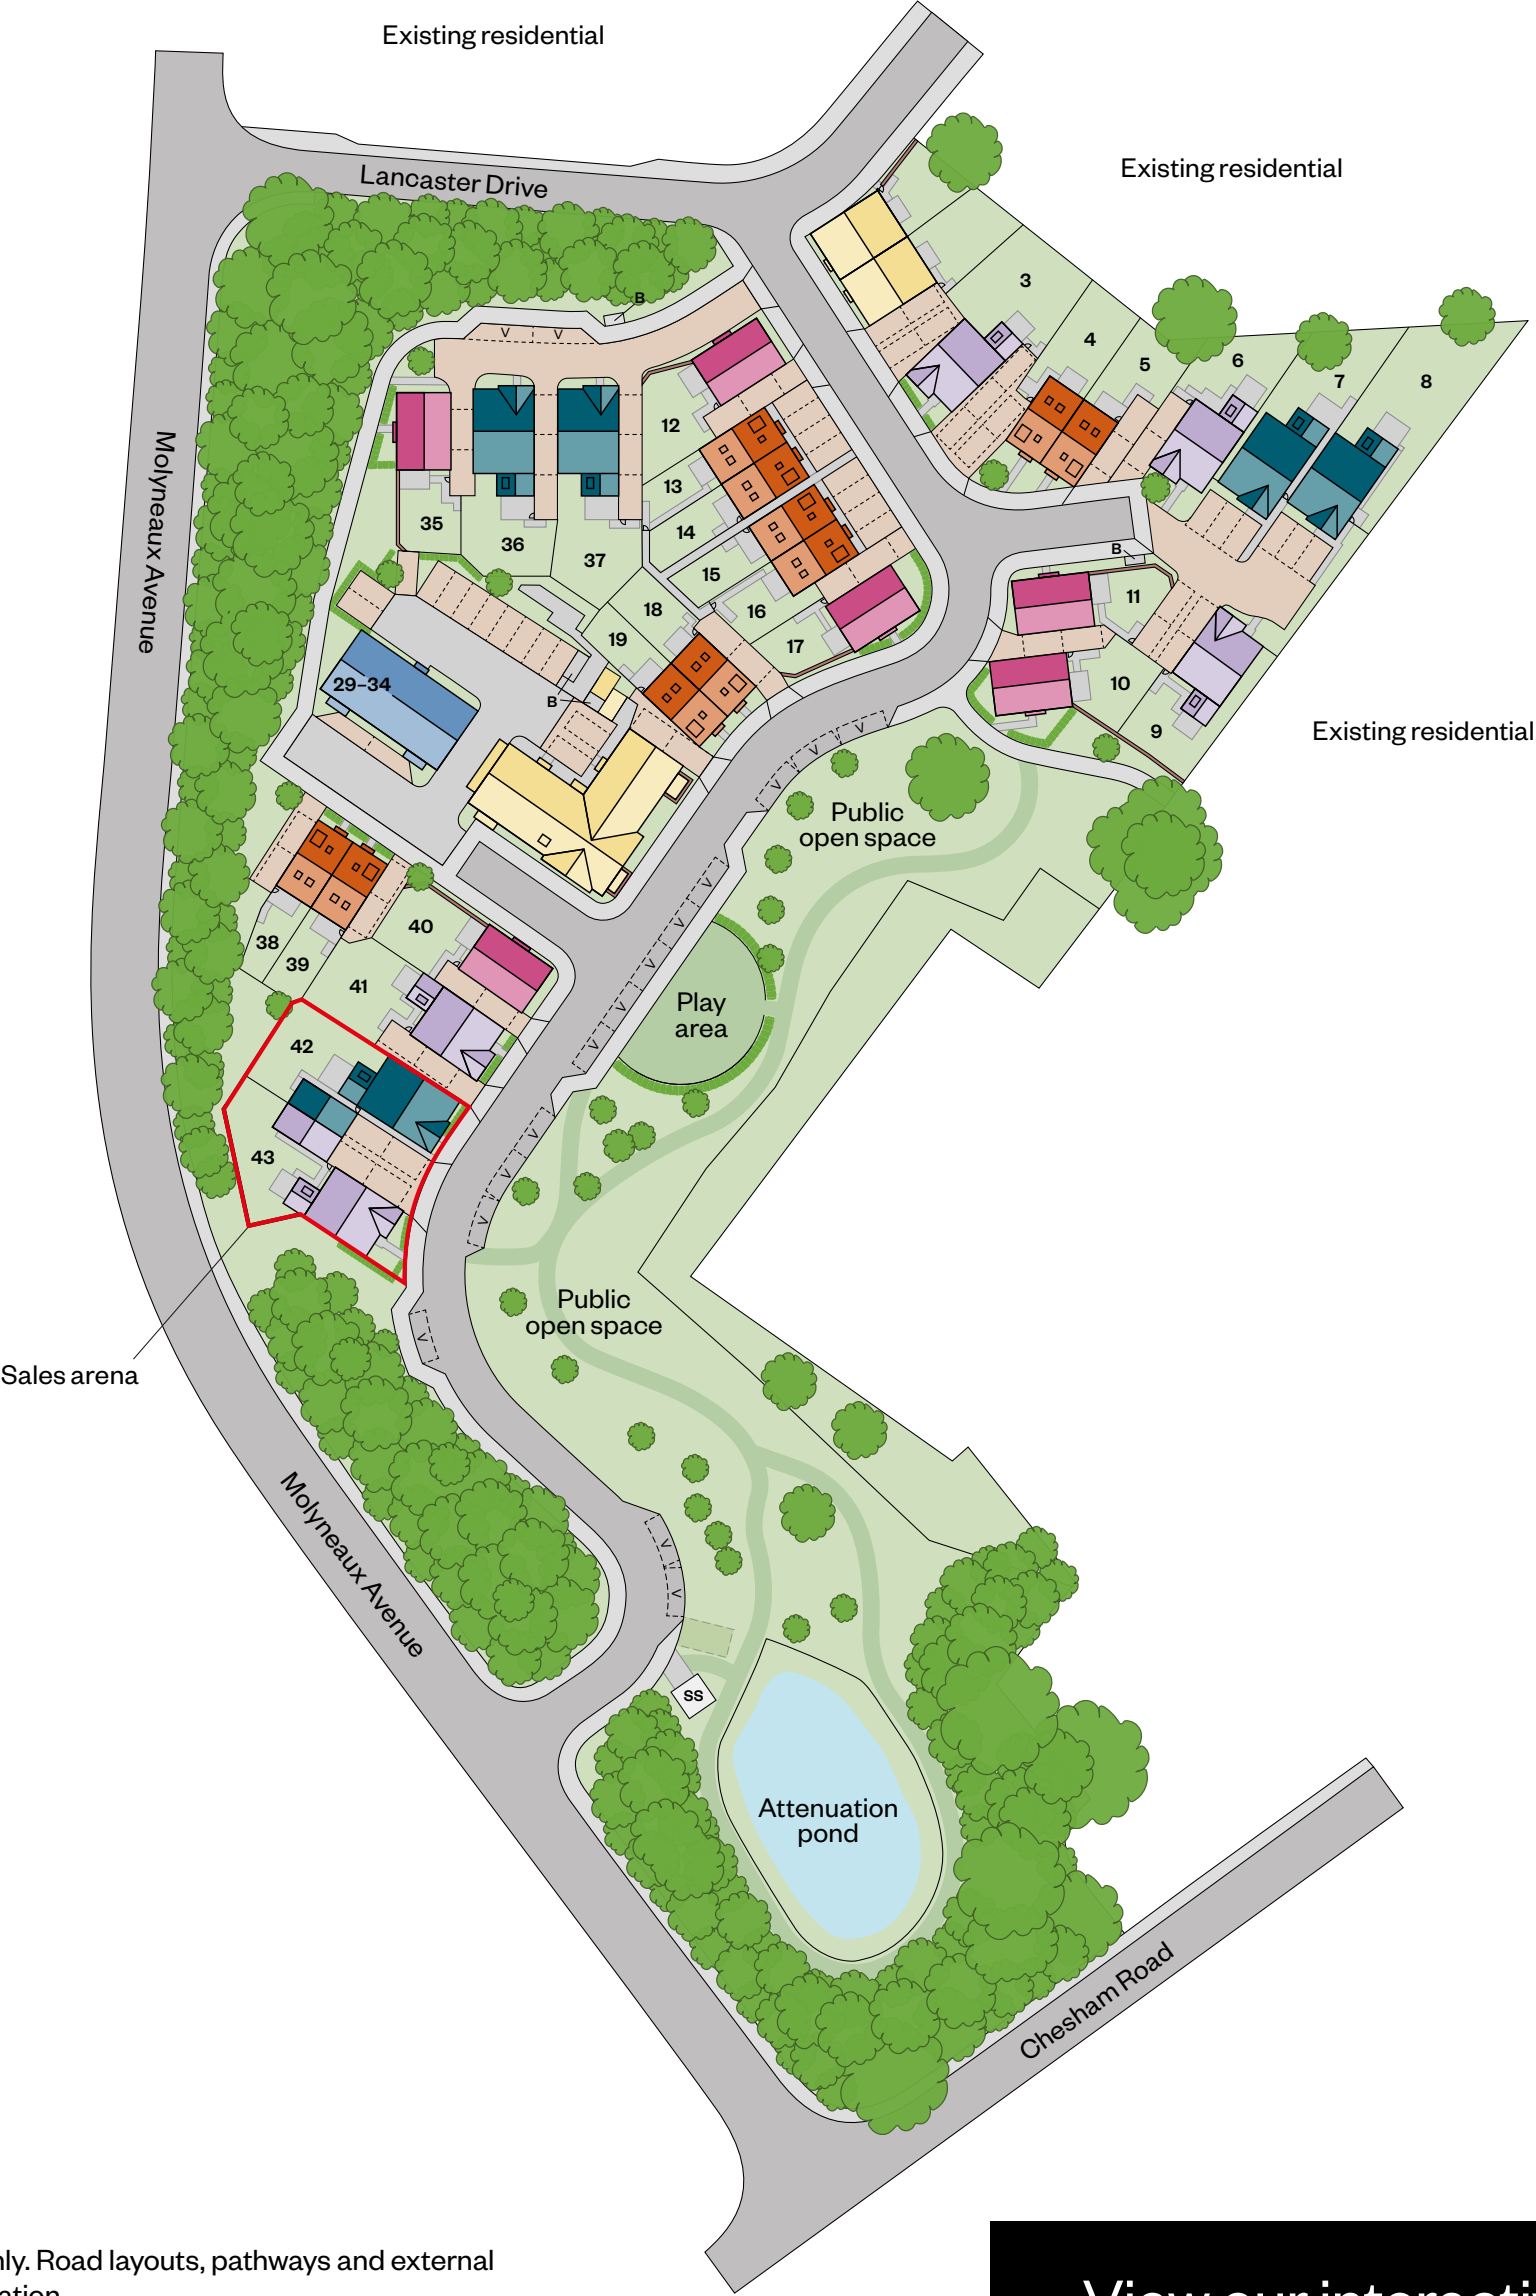 Existing residential
Existing residential
Lancaster Drive
B
V V
3
4
5
6
7
8
12
13
14
15
16
17
18
19
35
36
37
Molyneaux Avenue
B
11
10
9
29–34
B
Existing residential
V
V
V
Public
open space
V
V
V
V
V
38
39
40
41
42
43
Play
area
V
V
V
Public
open space
V
Sales arena
Molyneaux Avenue
V
V
SS
Attenuation
pond
Chesham Road
nly. Road layouts, pathways and external